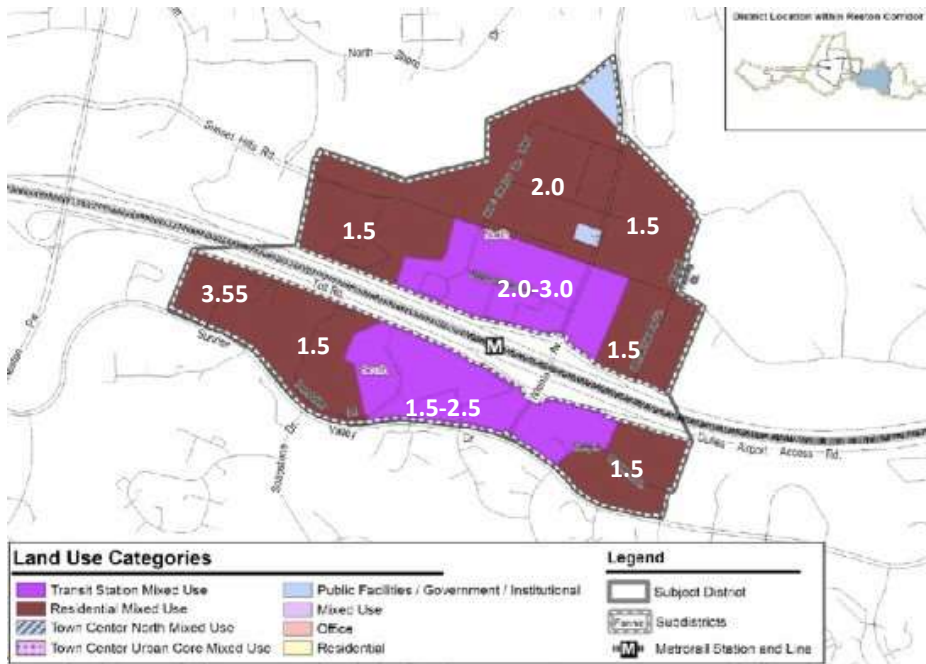 District Location within Reston Corridor
North
Shore
Dr
Sunset Hills Rd.
2.0
1.5
1.5
2.0-3.0
3.55
Toll Rd.
Sunrise
1.5
M
1.5
1.5-2.5
Valley
Dr
Soapstone Dr
Dulles Airport Access Rd.
1.5
Land Use Categories
Transit Station Mixed Use
Residential Mixed Use
Town Center North Mixed Use
Town Center Urban Core Mixed Use
Public Facilities / Government / Institutional
Mixed Use
Office
Residential
Legend
Subject District
Subdistricts
M Metrorail Station and Line